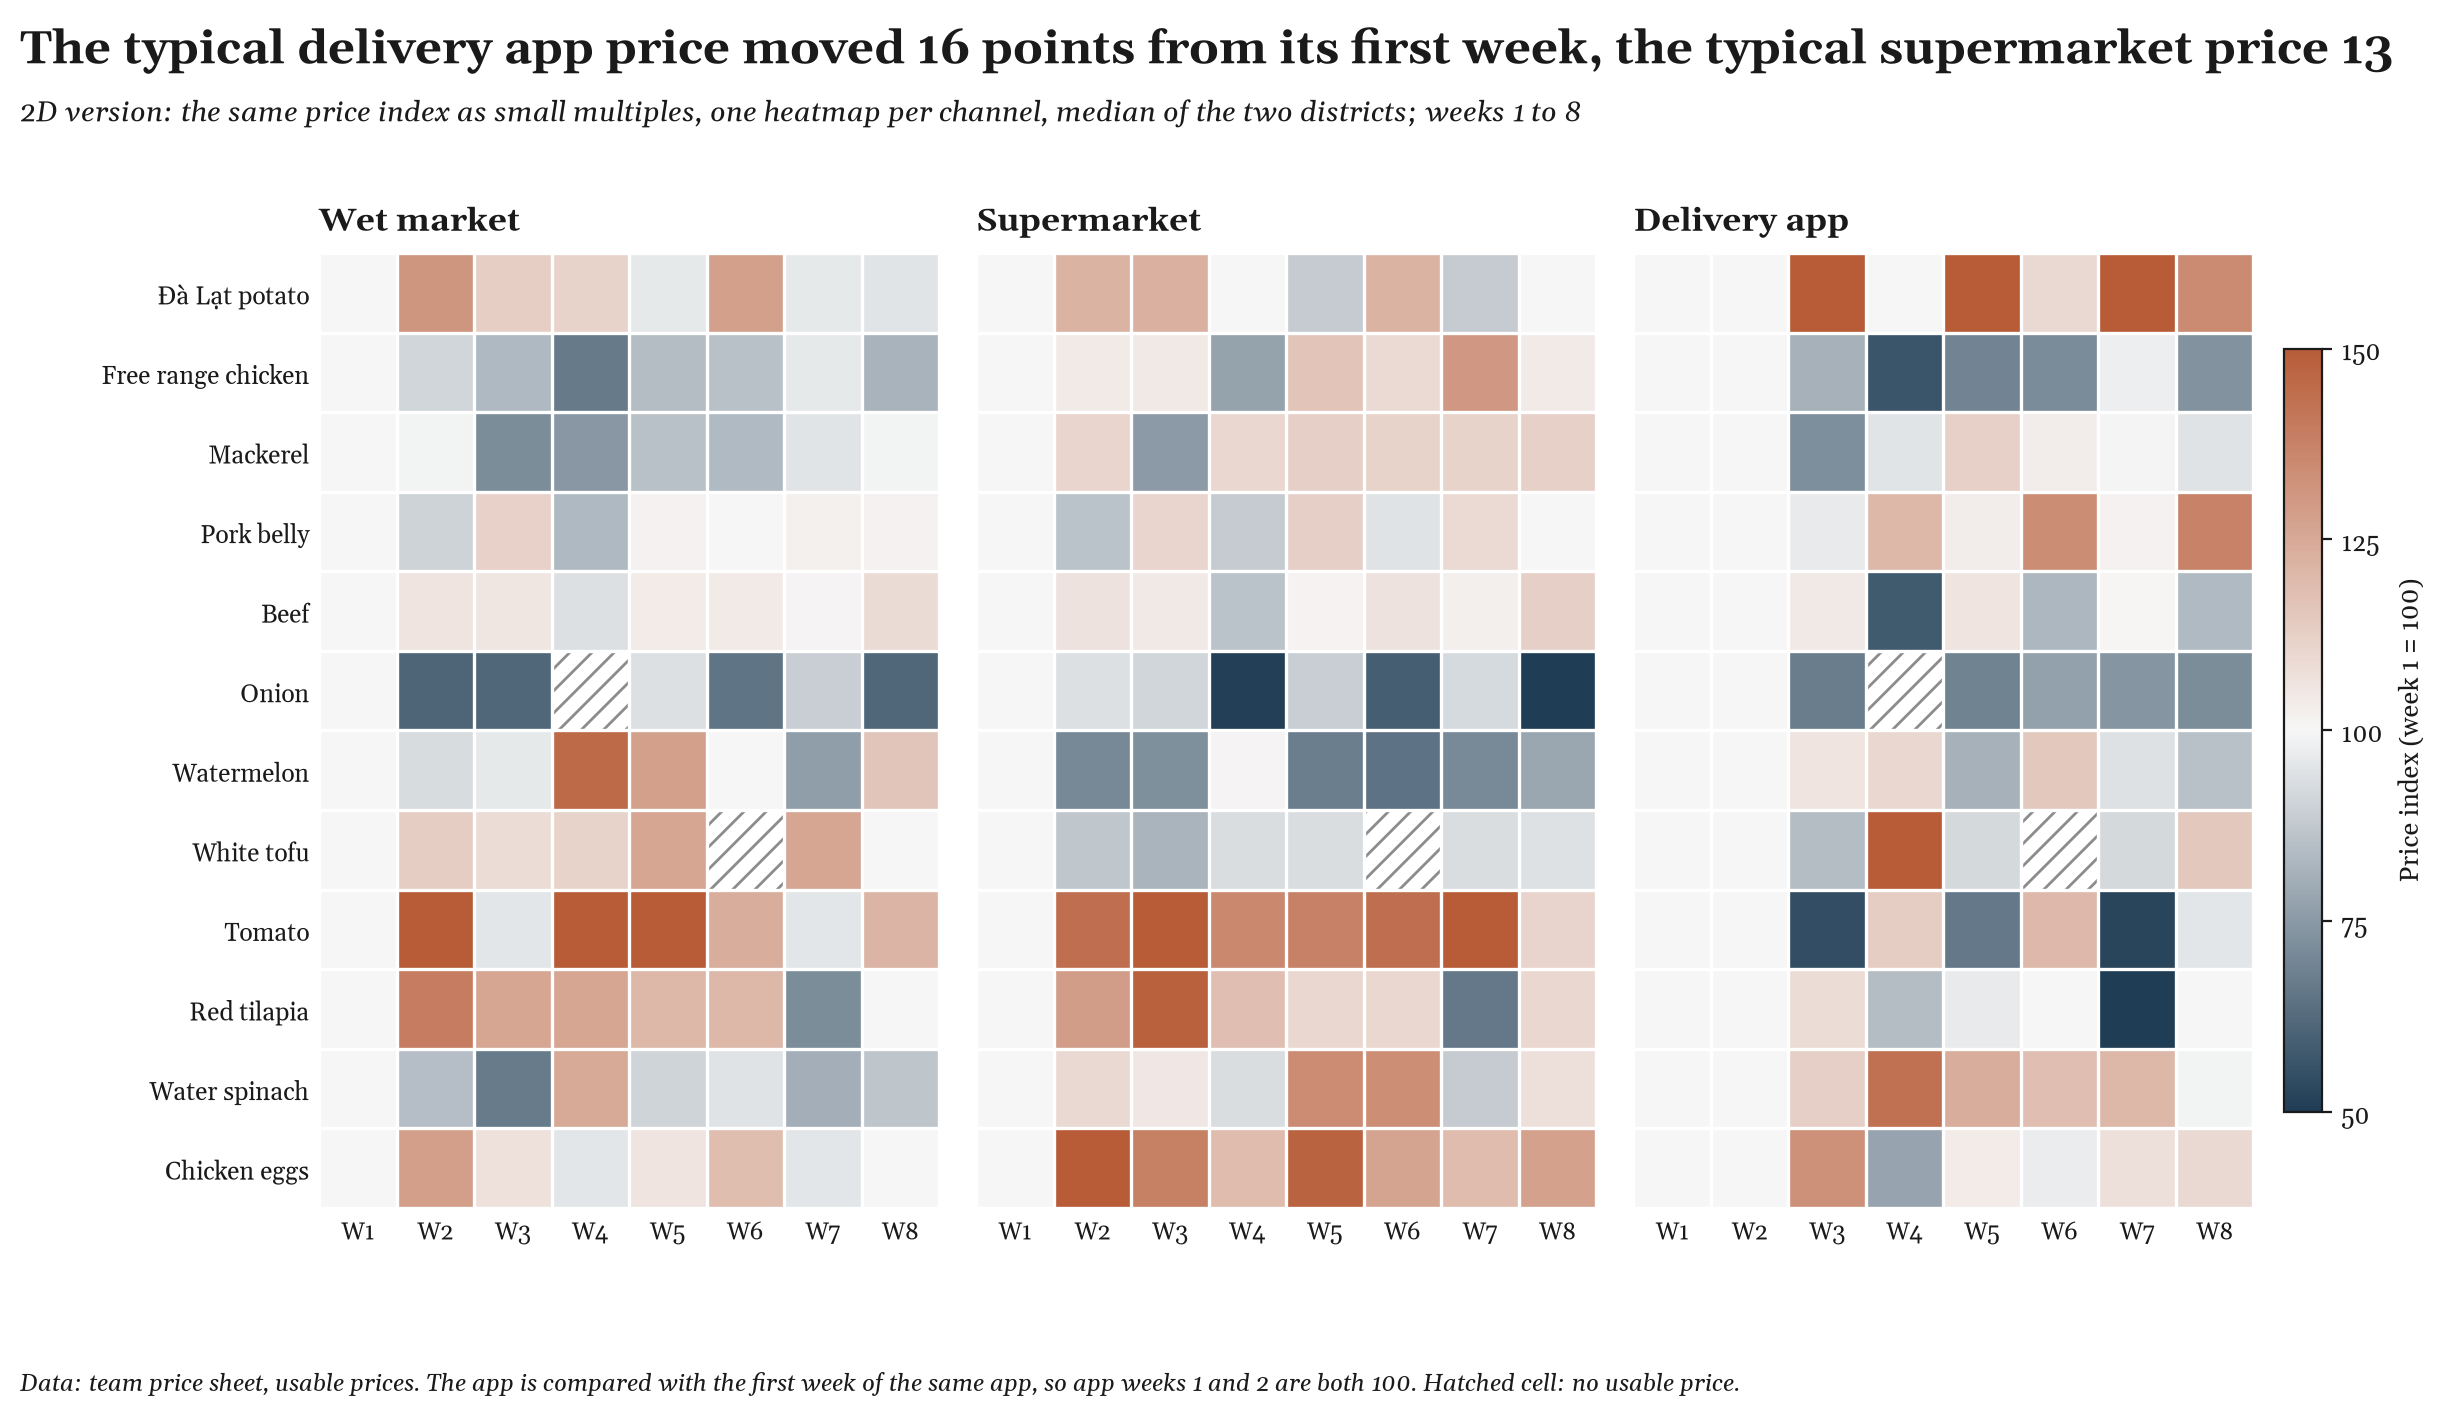 The typical delivery app price moved 16 points from its first week, the typical supermarket price 13
2D version: the same price index as small multiples, one heatmap per channel, median of the two districts; weeks 1 to 8
Wet market
Supermarket
Delivery app
Đà Lạt potato
Free range chicken
Mackerel
Pork belly
Beef
Onion
Watermelon
White tofu
Tomato
Red tilapia
Water spinach
Chicken eggs
W1 W2 W3 W4 W5 W6 W7 W8
W1 W2 W3 W4 W5 W6 W7 W8
W1 W2 W3 W4 W5 W6 W7 W8
150
125
100
75
50
Price index (week 1 = 100)
Data: team price sheet, usable prices. The app is compared with the first week of the same app, so app weeks 1 and 2 are both 100. Hatched cell: no usable price.